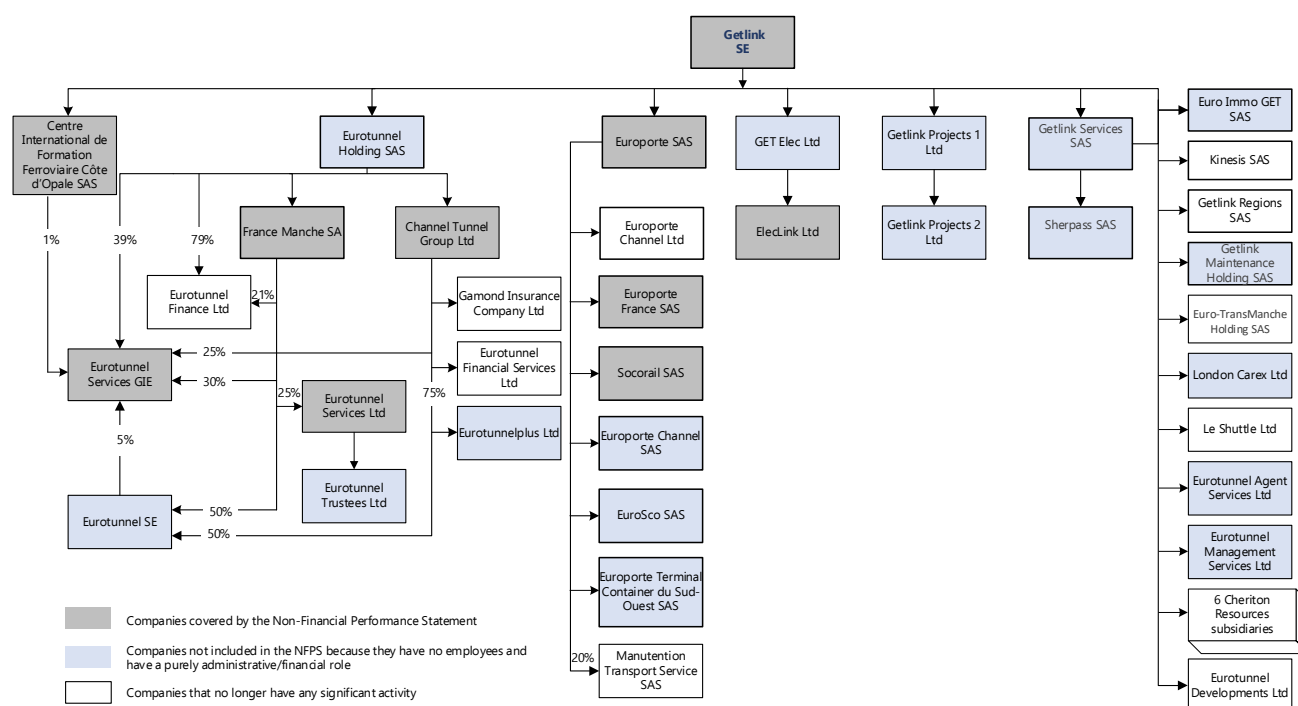 Getlink
SE
Centre
International de
Formation
Ferroviaire Côte
d'Opale SAS
Eurotunnel
Holding SAS
Europorte SAS
GET Elec Ltd
Getlink Projects 1
Ltd
Getlink Services
SAS
Euro Immo GET
SAS
Kinesis SAS
Getlink Regions
SAS
Getlink
Maintenance
Holding SAS
Euro-TransManche
Holding SAS
London Carex Ltd
Le Shuttle Ltd
Eurotunnel Agent
Services Ltd
Eurotunnel
Management
Services Ltd
6 Cheriton
Resources
subsidiaries
Eurotunnel
Developments Ltd
1%
39%
79%
France Manche SA
Channel Tunnel
Group Ltd
Europorte
Channel Ltd
ElecLink Ltd
Getlink Projects 2
Ltd
Sherpass SAS
Eurotunnel
Finance Ltd
21%
Gamond Insurance
Company Ltd
Europorte
France SAS
Eurotunnel
Services GIE
25%
30%
Eurotunnel
Financial Services
Ltd
Socorail SAS
25%
75%
Eurotunnel
Services Ltd
Eurotunnelplus Ltd
Europorte Channel
SAS
5%
Eurotunnel
Trustees Ltd
Eurotunnel SE
50%
50%
EuroSco SAS
Europorte Terminal
Container du Sud-
Ouest SAS
20%
Manutention
Transport Service
SAS
Companies covered by the Non-Financial Performance Statement
Companies not included in the NFPS because they have no employees and
have a purely administrative/financial role
Companies that no longer have any significant activity